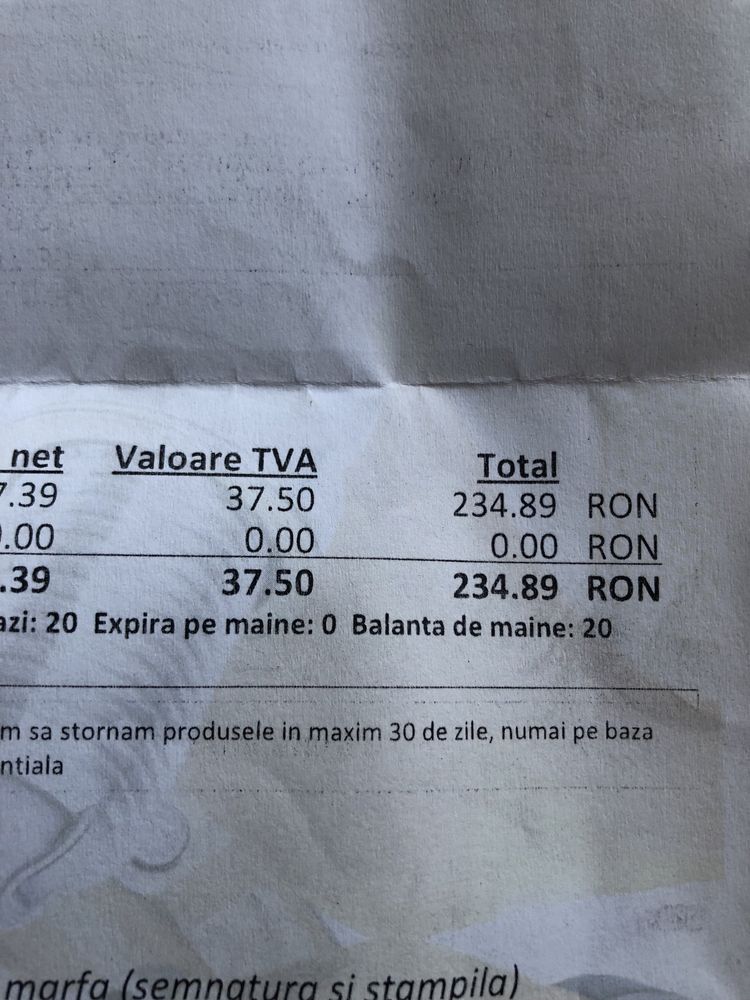 net Valoare TVA Total
7.39 37.50 234.89 RON
.00 0.00 0.00 RON
.39 37.50 234.89 RON
azi: 20 Expira pe maine: 0 Balanta de maine: 20
m sa stornam produsele in maxim 30 de zile, numai pe baza
ntiala
marfa (semnatura si stampila)